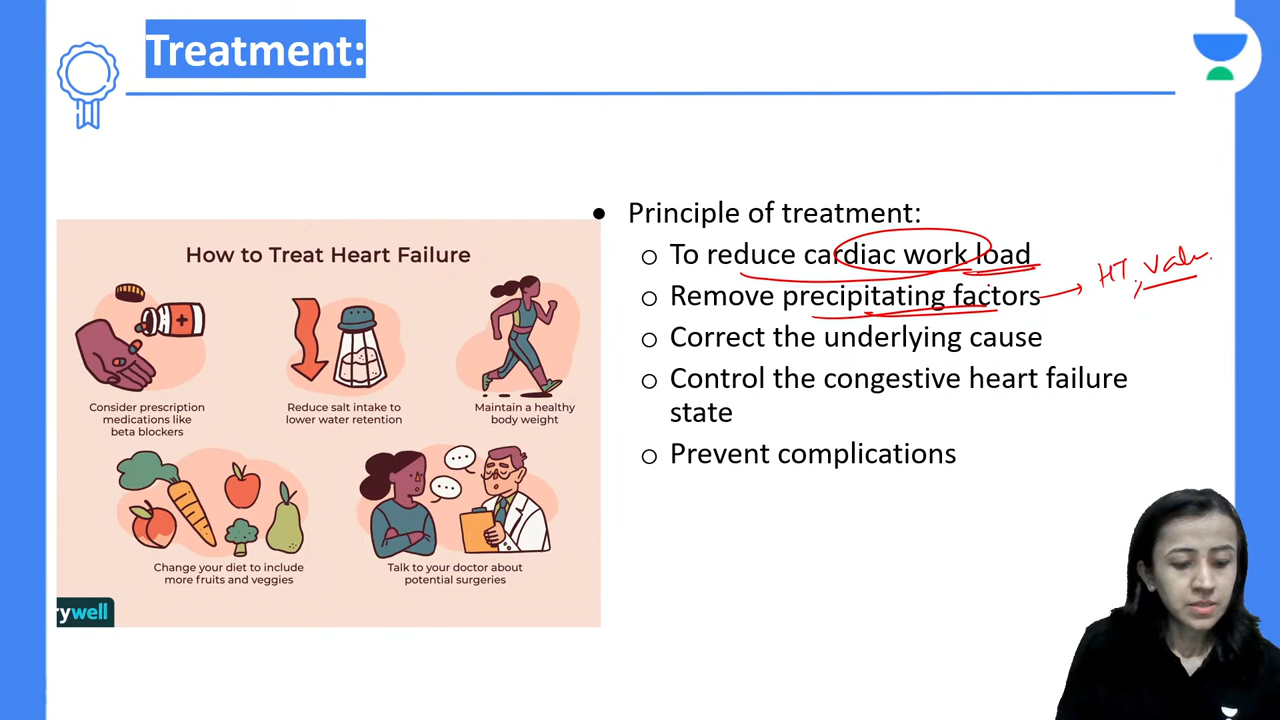 Treatment:
How to Treat Heart Failure
Consider prescription
medications like
beta blockers
Reduce salt intake to
lower water retention
Maintain a healthy
body weight
Change your diet to include
more fruits and veggies
Talk to your doctor about
potential surgeries
rywell
● Principle of treatment:
○ To reduce cardiac work load
○ Remove precipitating factors
HT,
○ Correct the underlying cause
○ Control the congestive heart failure
state
○ Prevent complications